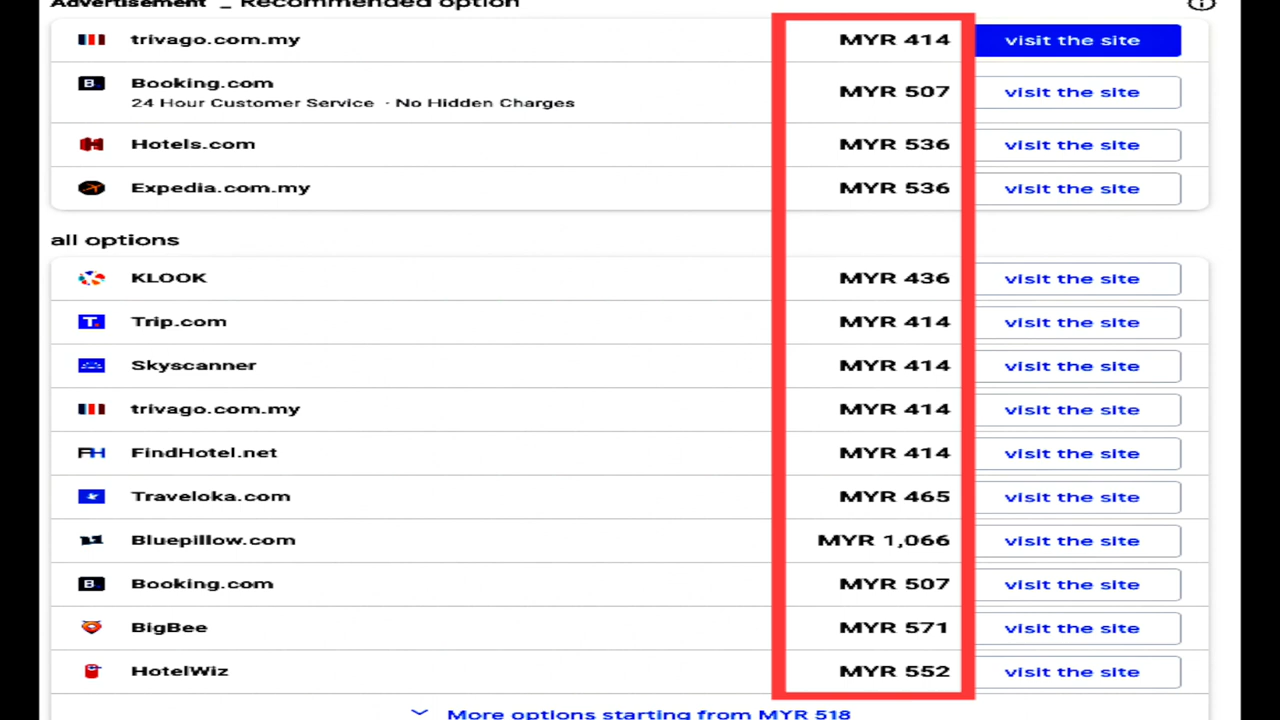 Advertisement _ Recommended option
trivago.com.my MYR 414 visit the site
Booking.com
24 Hour Customer Service · No Hidden Charges MYR 507 visit the site
Hotels.com MYR 536 visit the site
Expedia.com.my MYR 536 visit the site
all options
KLOOK MYR 436 visit the site
Trip.com MYR 414 visit the site
Skyscanner MYR 414 visit the site
trivago.com.my MYR 414 visit the site
FindHotel.net MYR 414 visit the site
Traveloka.com MYR 465 visit the site
Bluepillow.com MYR 1,066 visit the site
Booking.com MYR 507 visit the site
BigBee MYR 571 visit the site
HotelWiz MYR 552 visit the site
More options starting from MYR 518